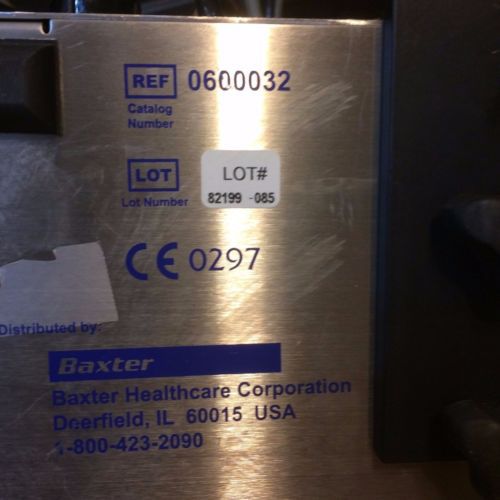 REF 0600032
Catalog
Number
LOT LOT#
Lot Number 82199 -085
CE 0297
Distributed by:
Baxter
Baxter Healthcare Corporation
Deerfield, IL 60015 USA
1-800-423-2090